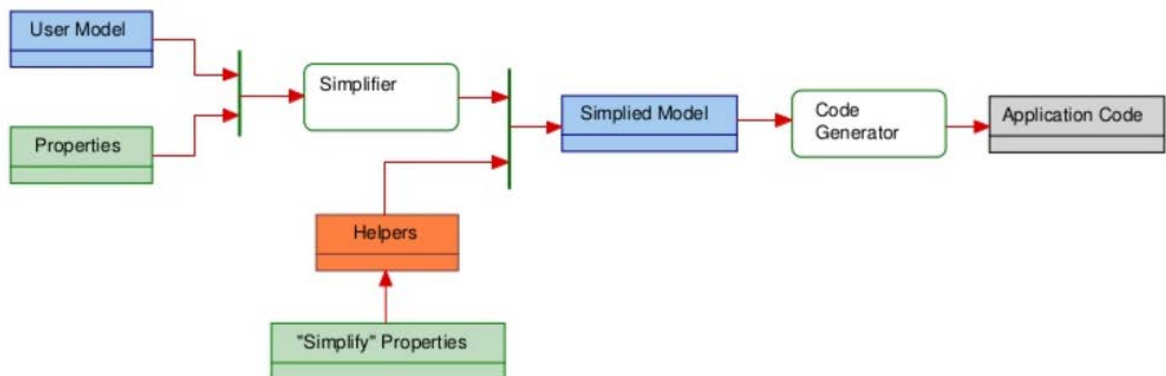 User Model
Properties
Simplifier
Helpers
"Simplify" Properties
Simplied Model
Code
Generator
Application Code